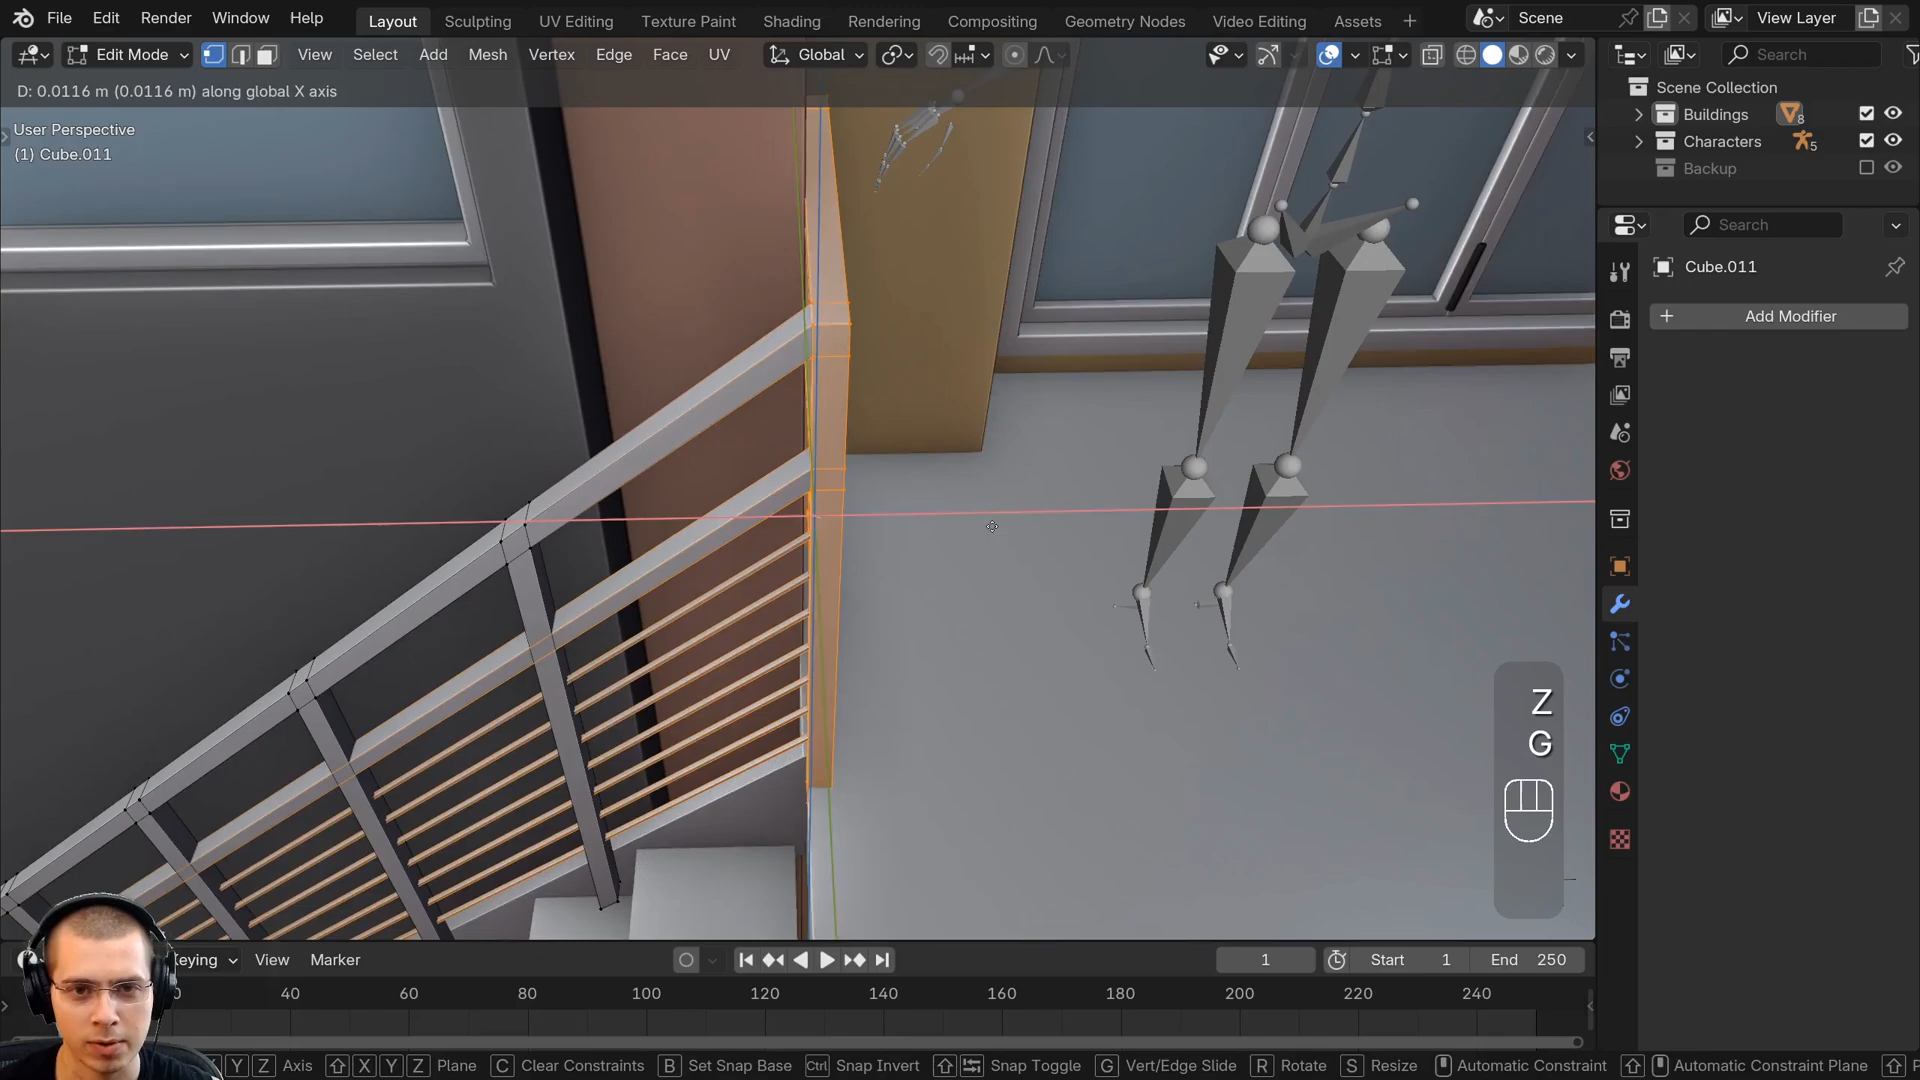 File Edit Render Window Help Layout Sculpting UV Editing Texture Paint Shading Rendering Compositing Geometry Nodes Video Editing Assets + Scene View Layer
Edit Mode View Select Add Mesh Vertex Edge Face UV Global Search
D: 0.0116 m (0.0116 m) along global X axis
User Perspective
(1) Cube.011
Scene Collection
Buildings 8
Characters 5
Backup
Search
Cube.011
+ Add Modifier
Z
G
Keying View Marker 1 Start 1 End 250
0 40 60 80 100 120 140 160 180 200 220 240
X Y Z Axis X Y Z Plane C Clear Constraints B Set Snap Base Ctrl Snap Invert Snap Toggle G Vert/Edge Slide R Rotate S Resize Automatic Constraint Automatic Constraint Plane